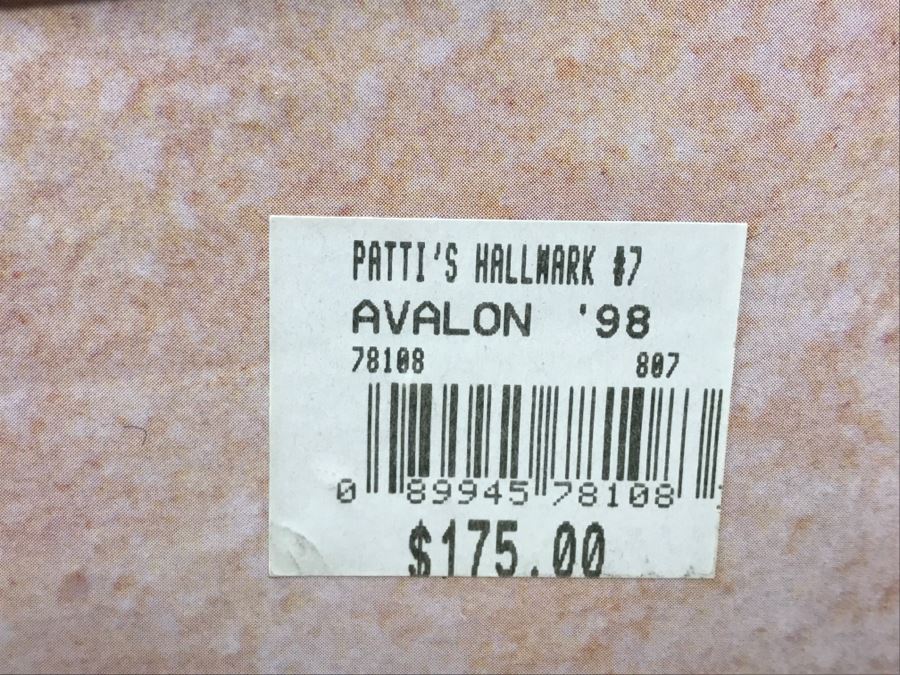 PATTI'S HALLMARK #7
AVALON '98
78108 807
0 89945 78108
$175.00